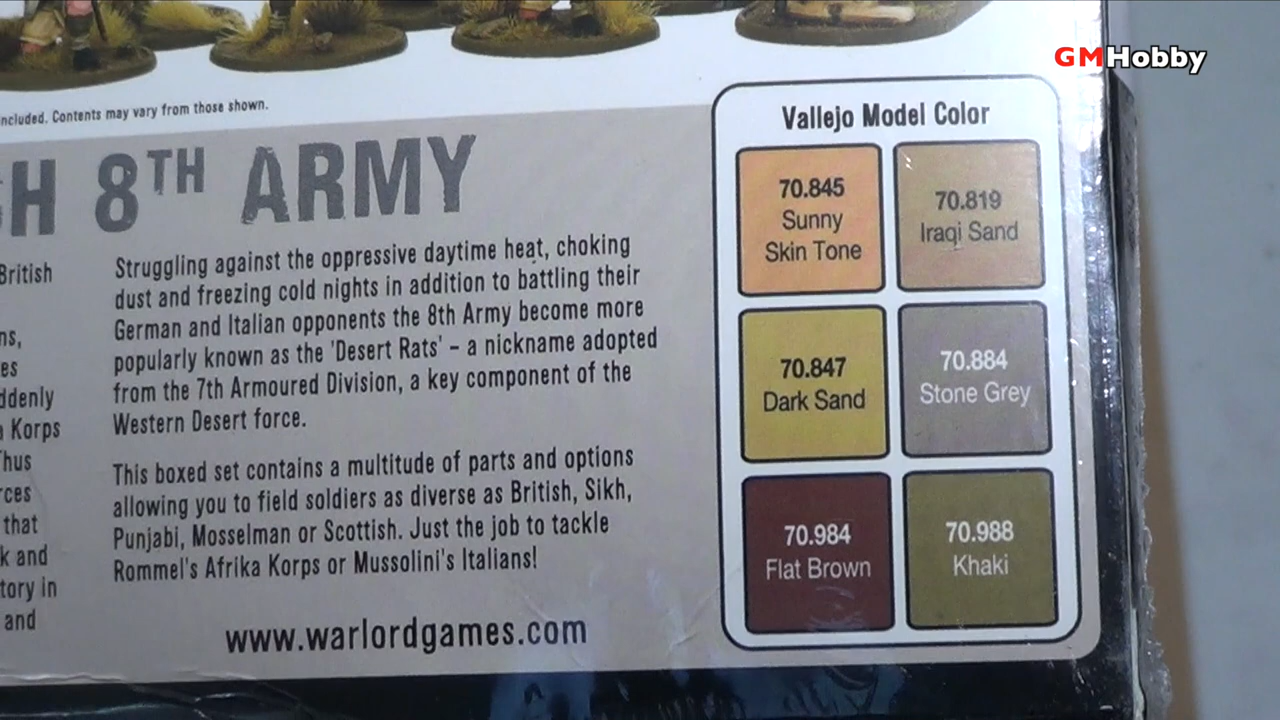 GMHobby
ncluded. Contents may vary from those shown.
8TH ARMY
British
ns,
es
ddenly
Korps
Thus
rces
that
k and
tory in
and
Struggling against the oppressive daytime heat, choking
dust and freezing cold nights in addition to battling their
German and Italian opponents the 8th Army become more
popularly known as the 'Desert Rats' – a nickname adopted
from the 7th Armoured Division, a key component of the
Western Desert force.
This boxed set contains a multitude of parts and options
allowing you to field soldiers as diverse as British, Sikh,
Punjabi, Mosselman or Scottish. Just the job to tackle
Rommel's Afrika Korps or Mussolini's Italians!
www.warlordgames.com
Vallejo Model Color
70.845
Sunny
Skin Tone
70.819
Iraqi Sand
70.847
Dark Sand
70.884
Stone Grey
70.984
Flat Brown
70.988
Khaki